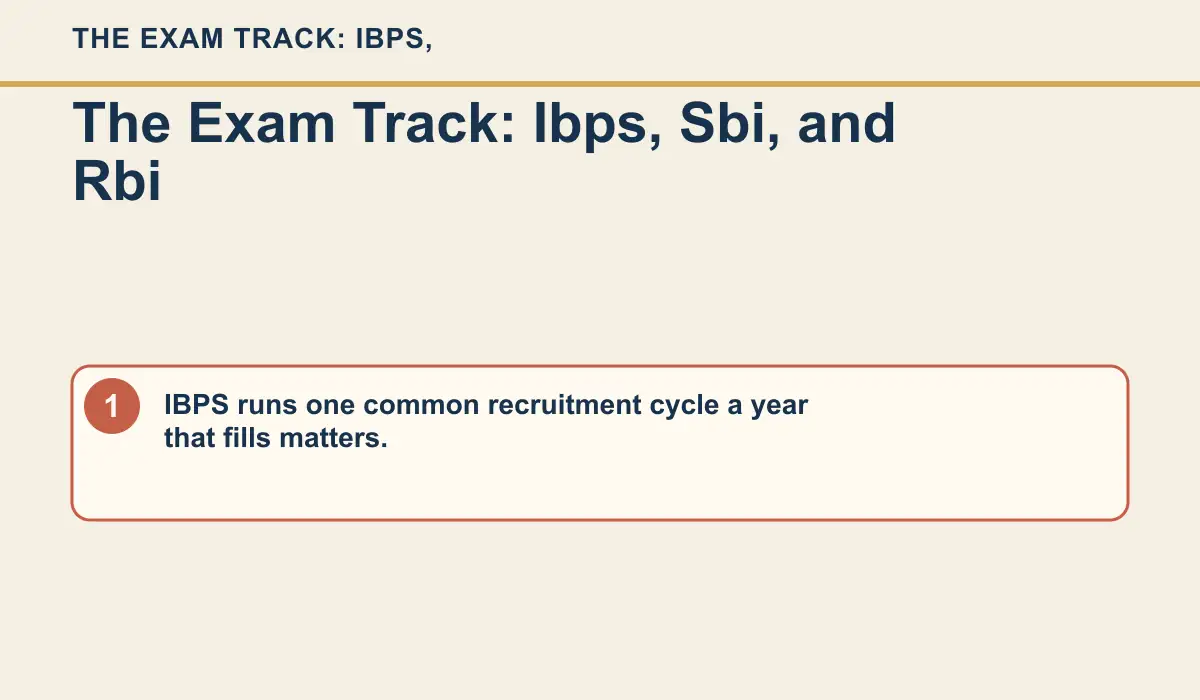 THE EXAM TRACK: IBPS,
The Exam Track: Ibps, Sbi, and
Rbi
1
IBPS runs one common recruitment cycle a year
that fills matters.